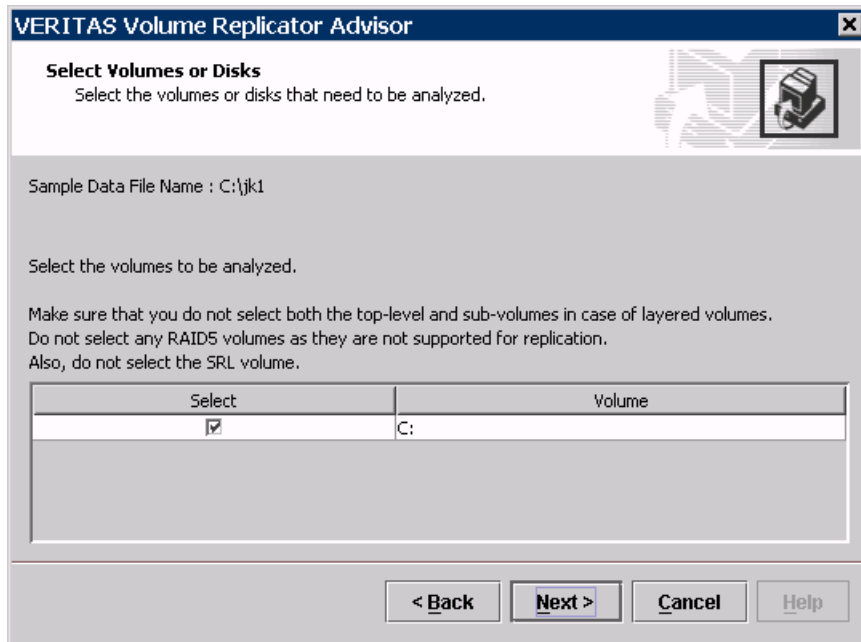 VERITAS Volume Replicator Advisor
Select Volumes or Disks
Select the volumes or disks that need to be analyzed.
Sample Data File Name : C:\jk1
Select the volumes to be analyzed.
Make sure that you do not select both the top-level and sub-volumes in case of layered volumes.
Do not select any RAID5 volumes as they are not supported for replication.
Also, do not select the SRL volume.
Select Volume
C:
< Back Next > Cancel Help